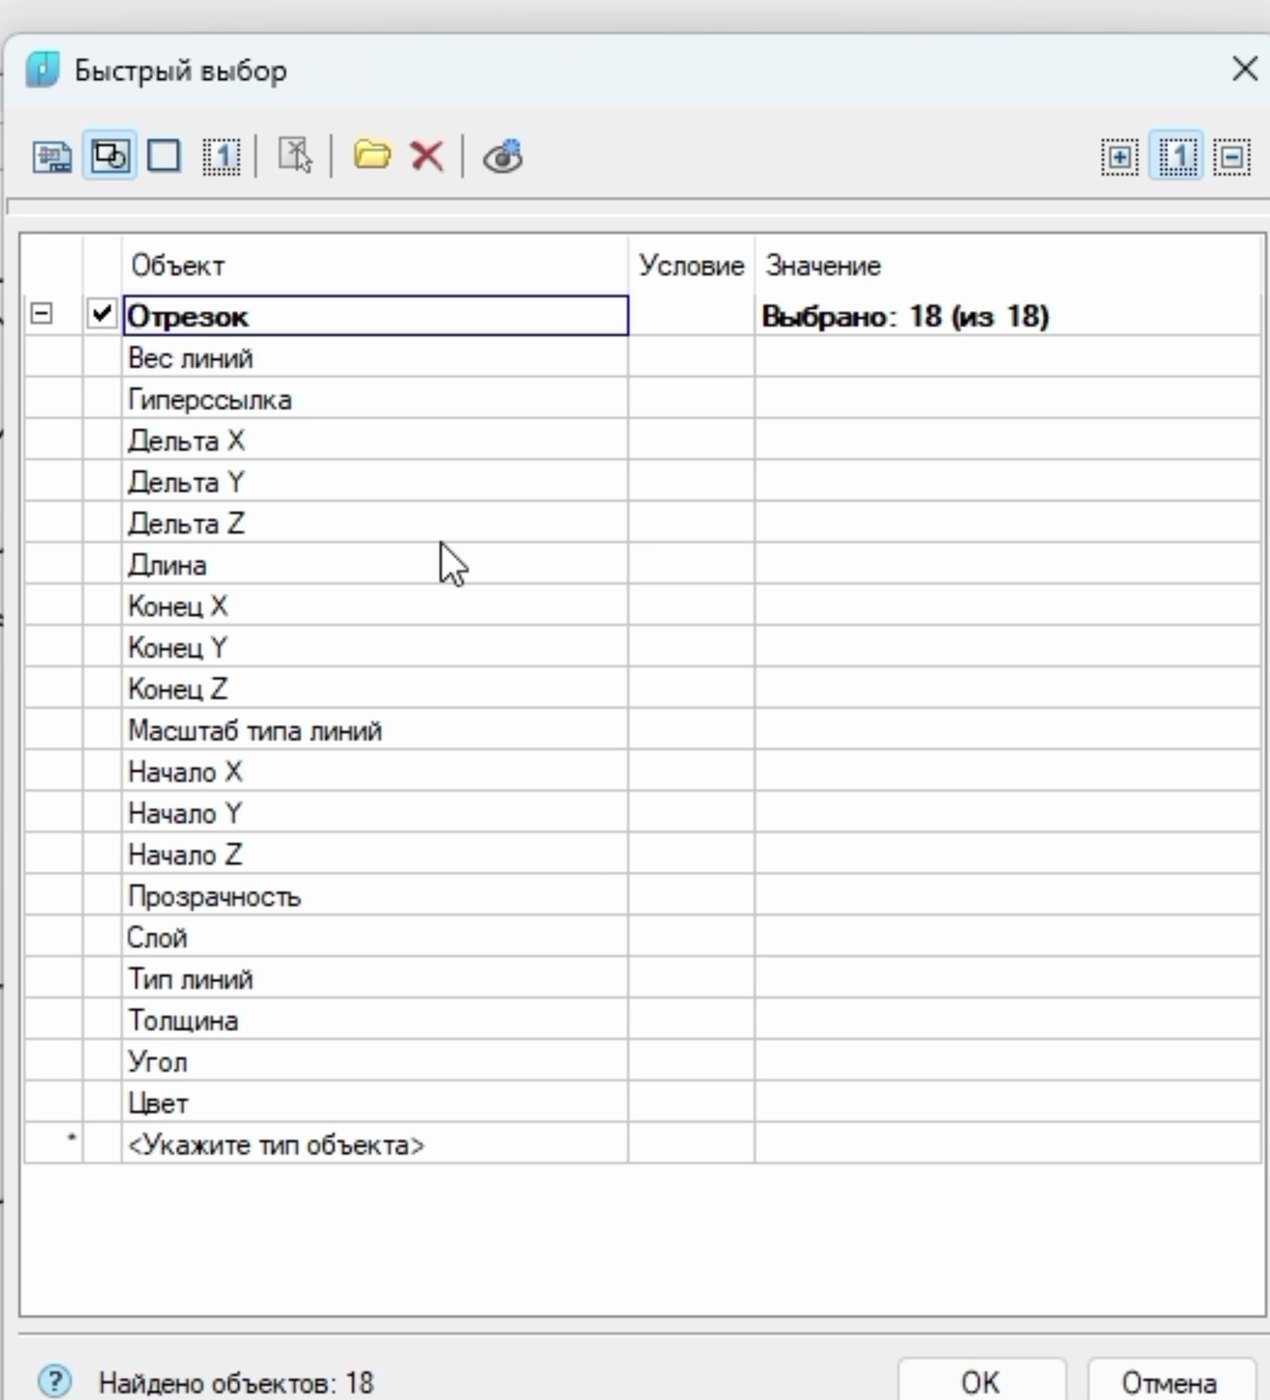 Быстрый выбор
1
1
Объект Условие Значение
Отрезок Выбрано: 18 (из 18)
Вес линий
Гиперссылка
Дельта X
Дельта Y
Дельта Z
Длина
Конец X
Конец Y
Конец Z
Масштаб типа линий
Начало X
Начало Y
Начало Z
Прозрачность
Слой
Тип линий
Толщина
Угол
Цвет
* <Укажите тип объекта>
? Найдено объектов: 18 OK Отмена